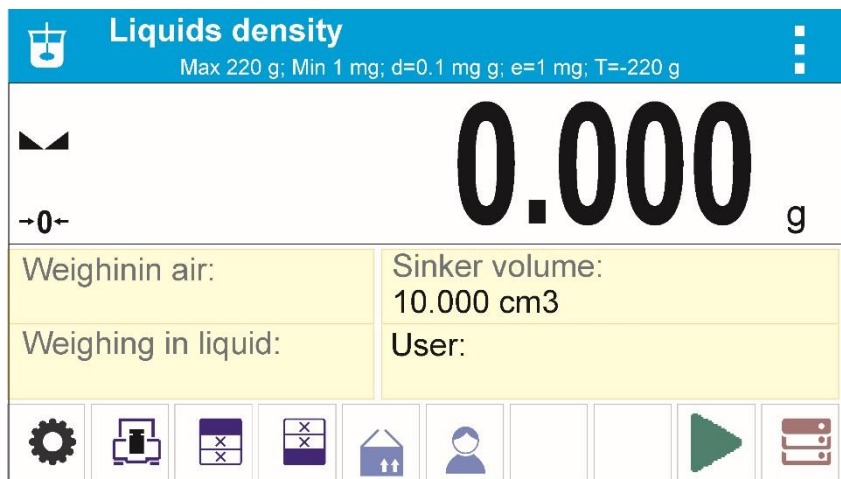 Liquids density
Max 220 g; Min 1 mg; d=0.1 mg g; e=1 mg; T=-220 g
0.000 g
→0←
Weighinin air:
Sinker volume:
10.000 cm3
Weighing in liquid:
User: